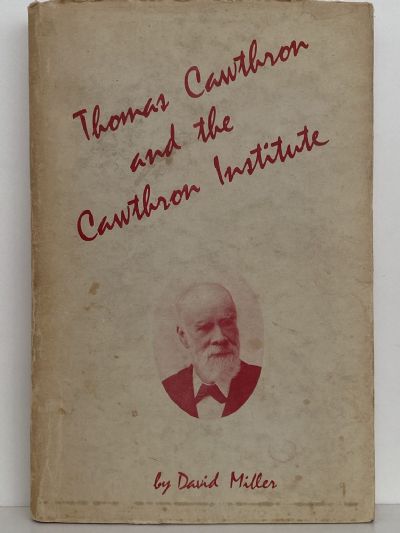 Thomas Cawthron
and the
Cawthron Institute
by David Miller